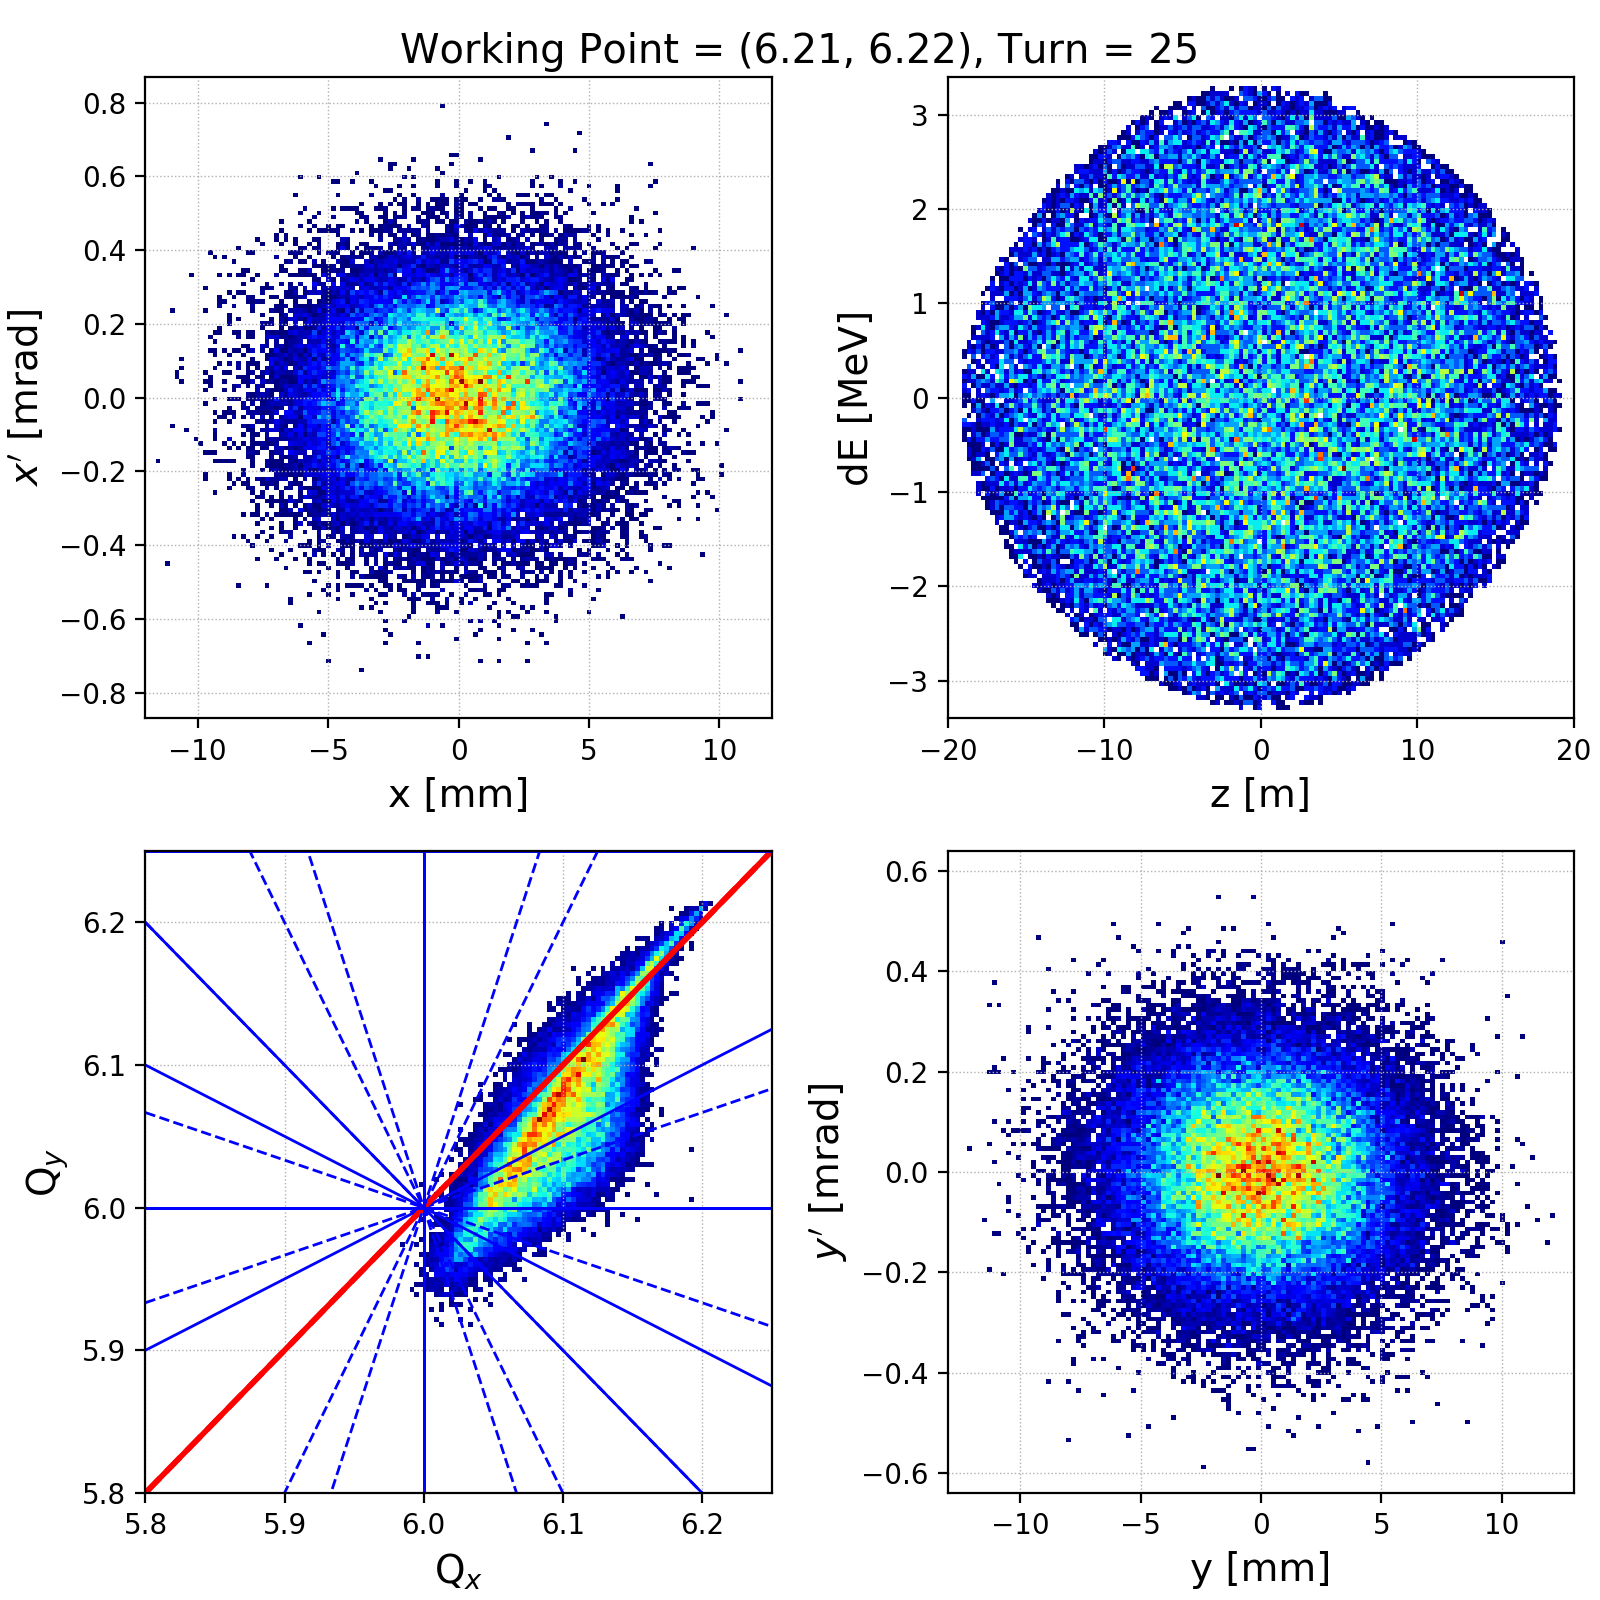 Working Point = (6.21, 6.22), Turn = 25
0.8
0.6
0.4
0.2
0.0
−0.2
−0.4
−0.6
−0.8
x′ [mrad]
−10 −5 0 5 10
x [mm]
3
2
1
0
−1
−2
−3
dE [MeV]
−20 −10 0 10 20
z [m]
6.2
6.1
6.0
5.9
5.8
Qy
5.8 5.9 6.0 6.1 6.2
Qx
0.6
0.4
0.2
0.0
−0.2
−0.4
−0.6
y′ [mrad]
−10 −5 0 5 10
y [mm]